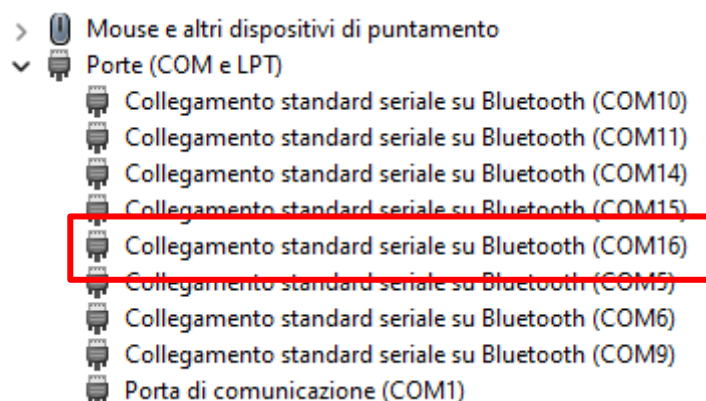 Mouse e altri dispositivi di puntamento
Porte (COM e LPT)
Collegamento standard seriale su Bluetooth (COM10)
Collegamento standard seriale su Bluetooth (COM11)
Collegamento standard seriale su Bluetooth (COM14)
Collegamento standard seriale su Bluetooth (COM15)
Collegamento standard seriale su Bluetooth (COM16)
Collegamento standard seriale su Bluetooth (COM5)
Collegamento standard seriale su Bluetooth (COM6)
Collegamento standard seriale su Bluetooth (COM9)
Porta di comunicazione (COM1)